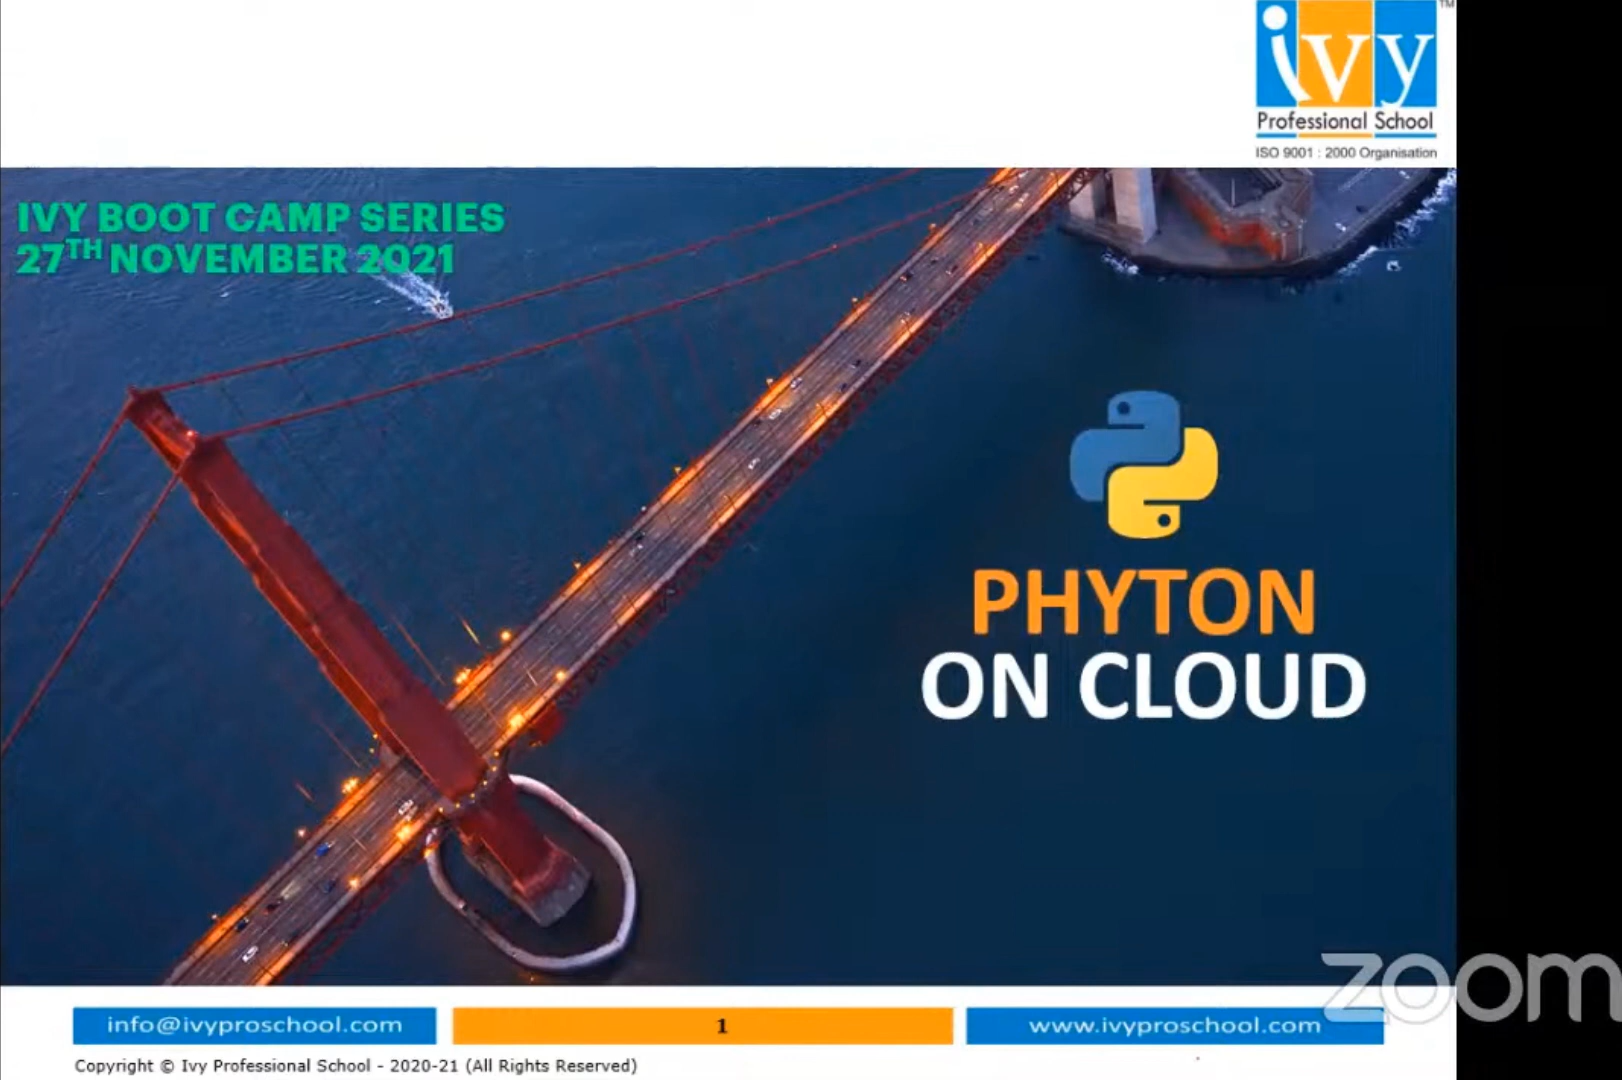 ivy
TM
Professional School
ISO 9001 : 2000 Organisation
IVY BOOT CAMP SERIES
27TH NOVEMBER 2021
PHYTON
ON CLOUD
zoom
info@ivyproschool.com
1
www.ivyproschool.com
Copyright © Ivy Professional School - 2020-21 (All Rights Reserved)